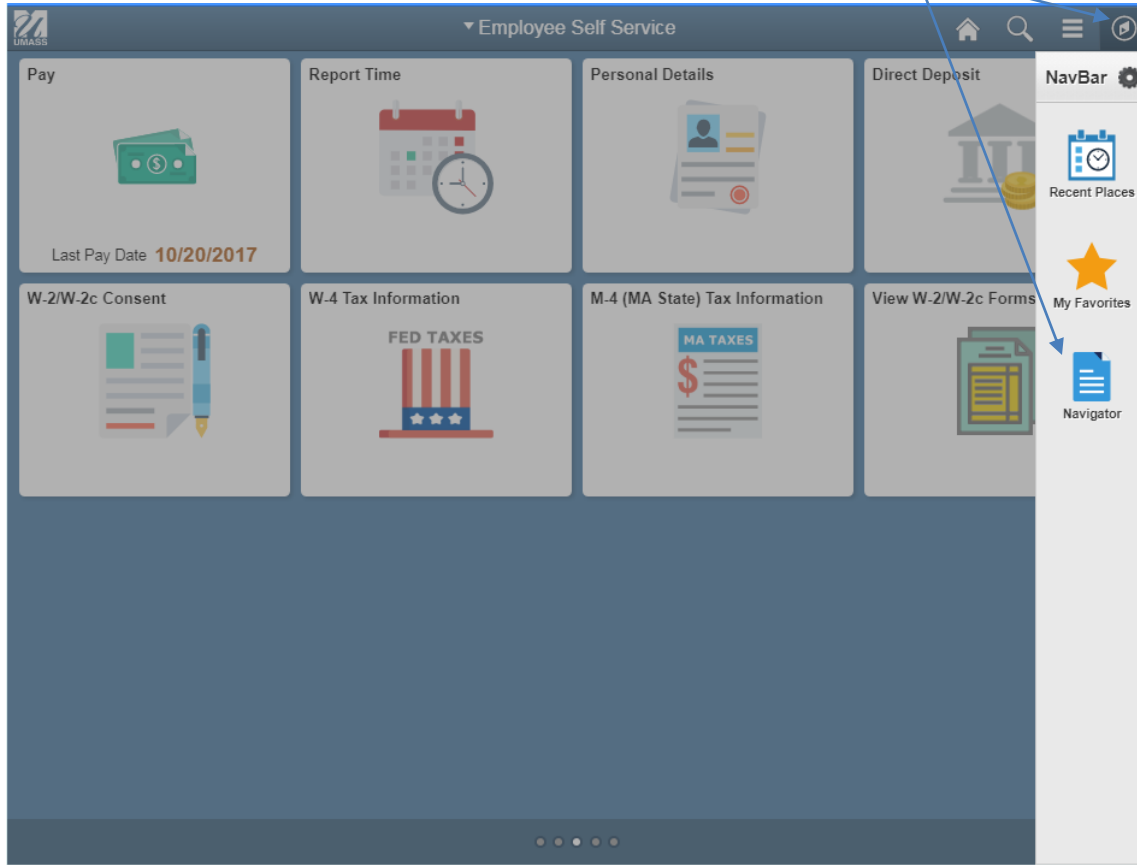 UMASS
Employee Self Service
NavBar
Pay
Last Pay Date 10/20/2017
Report Time
Personal Details
Direct Deposit
W-2/W-2c Consent
W-4 Tax Information
FED TAXES
M-4 (MA State) Tax Information
MA TAXES
$
View W-2/W-2c Forms
Recent Places
My Favorites
Navigator